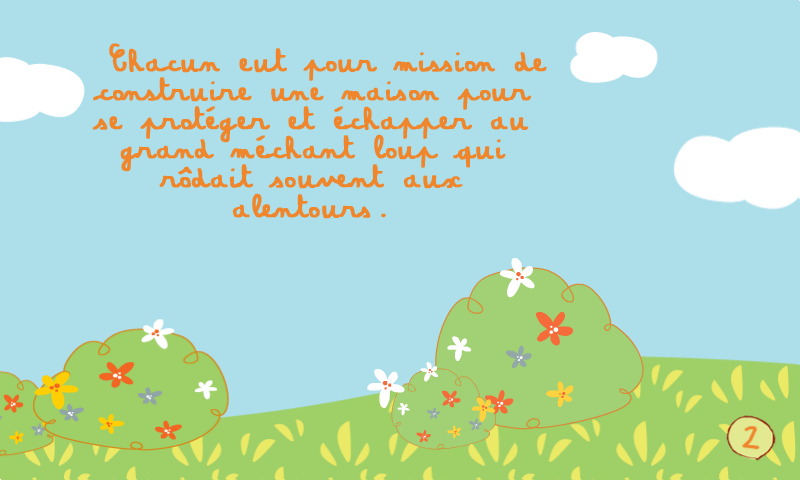 Chacun eut pour mission de
construire une maison pour
se protéger et échapper au
grand méchant loup qui
rôdait souvent aux
alentours.
2